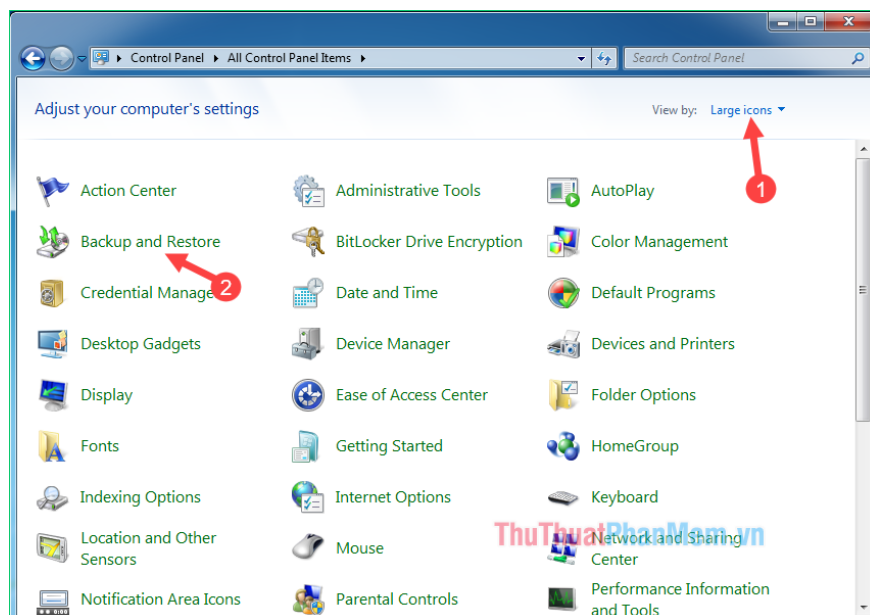 Control Panel All Control Panel Items
Search Control Panel
Adjust your computer's settings
View by: Large icons
1
Action Center
Administrative Tools
AutoPlay
Backup and Restore
BitLocker Drive Encryption
Color Management
2
Credential Manage
Date and Time
Default Programs
Desktop Gadgets
Device Manager
Devices and Printers
Display
Ease of Access Center
Folder Options
Fonts
Getting Started
HomeGroup
Indexing Options
Internet Options
Keyboard
Location and Other
Sensors
Mouse
ThuThuatPhanMem.vn
Network and Sharing
Center
Notification Area Icons
Parental Controls
Performance Information
and Tools